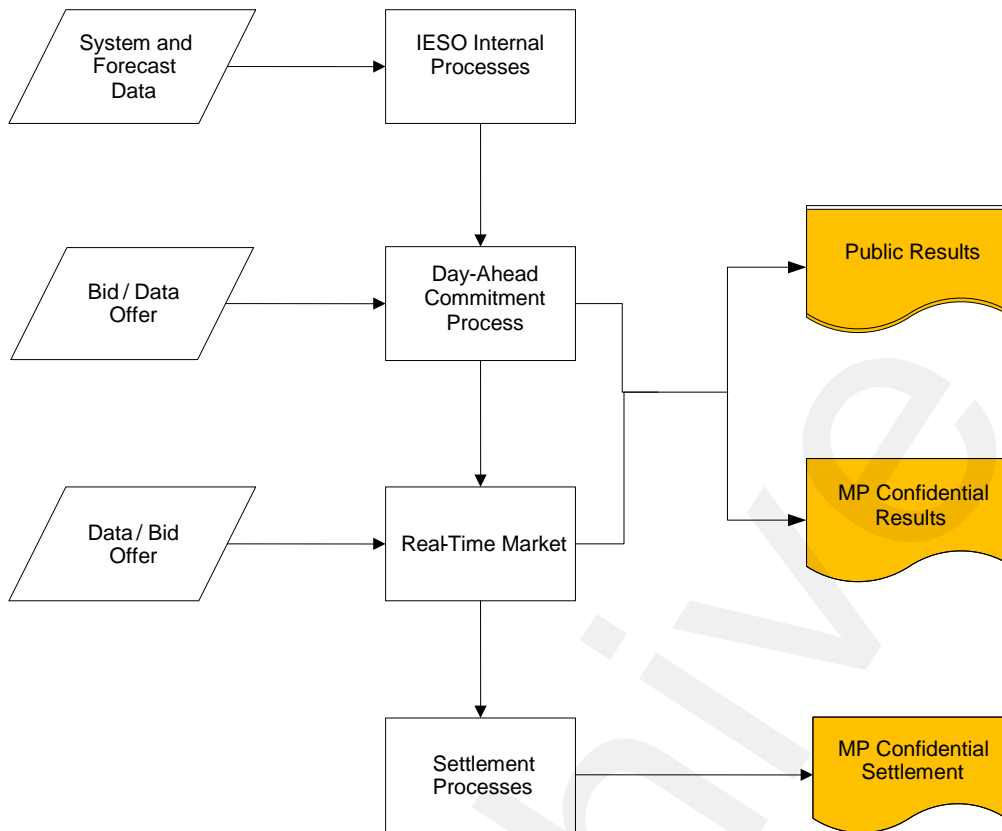 System and
Forecast
Data
IESO Internal
Processes
Public Results
Bid / Data
Offer
Day-Ahead
Commitment
Process
MP Confidential
Results
Data / Bid
Offer
Real-Time Market
Settlement
Processes
MP Confidential
Settlement
hive